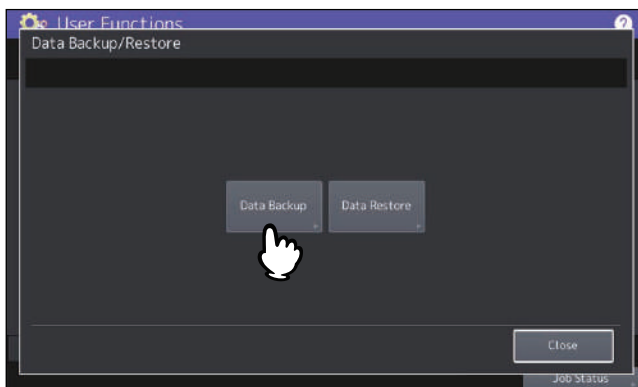 User Functions
?
Data Backup/Restore
Data Backup
Data Restore
Close
Job Status